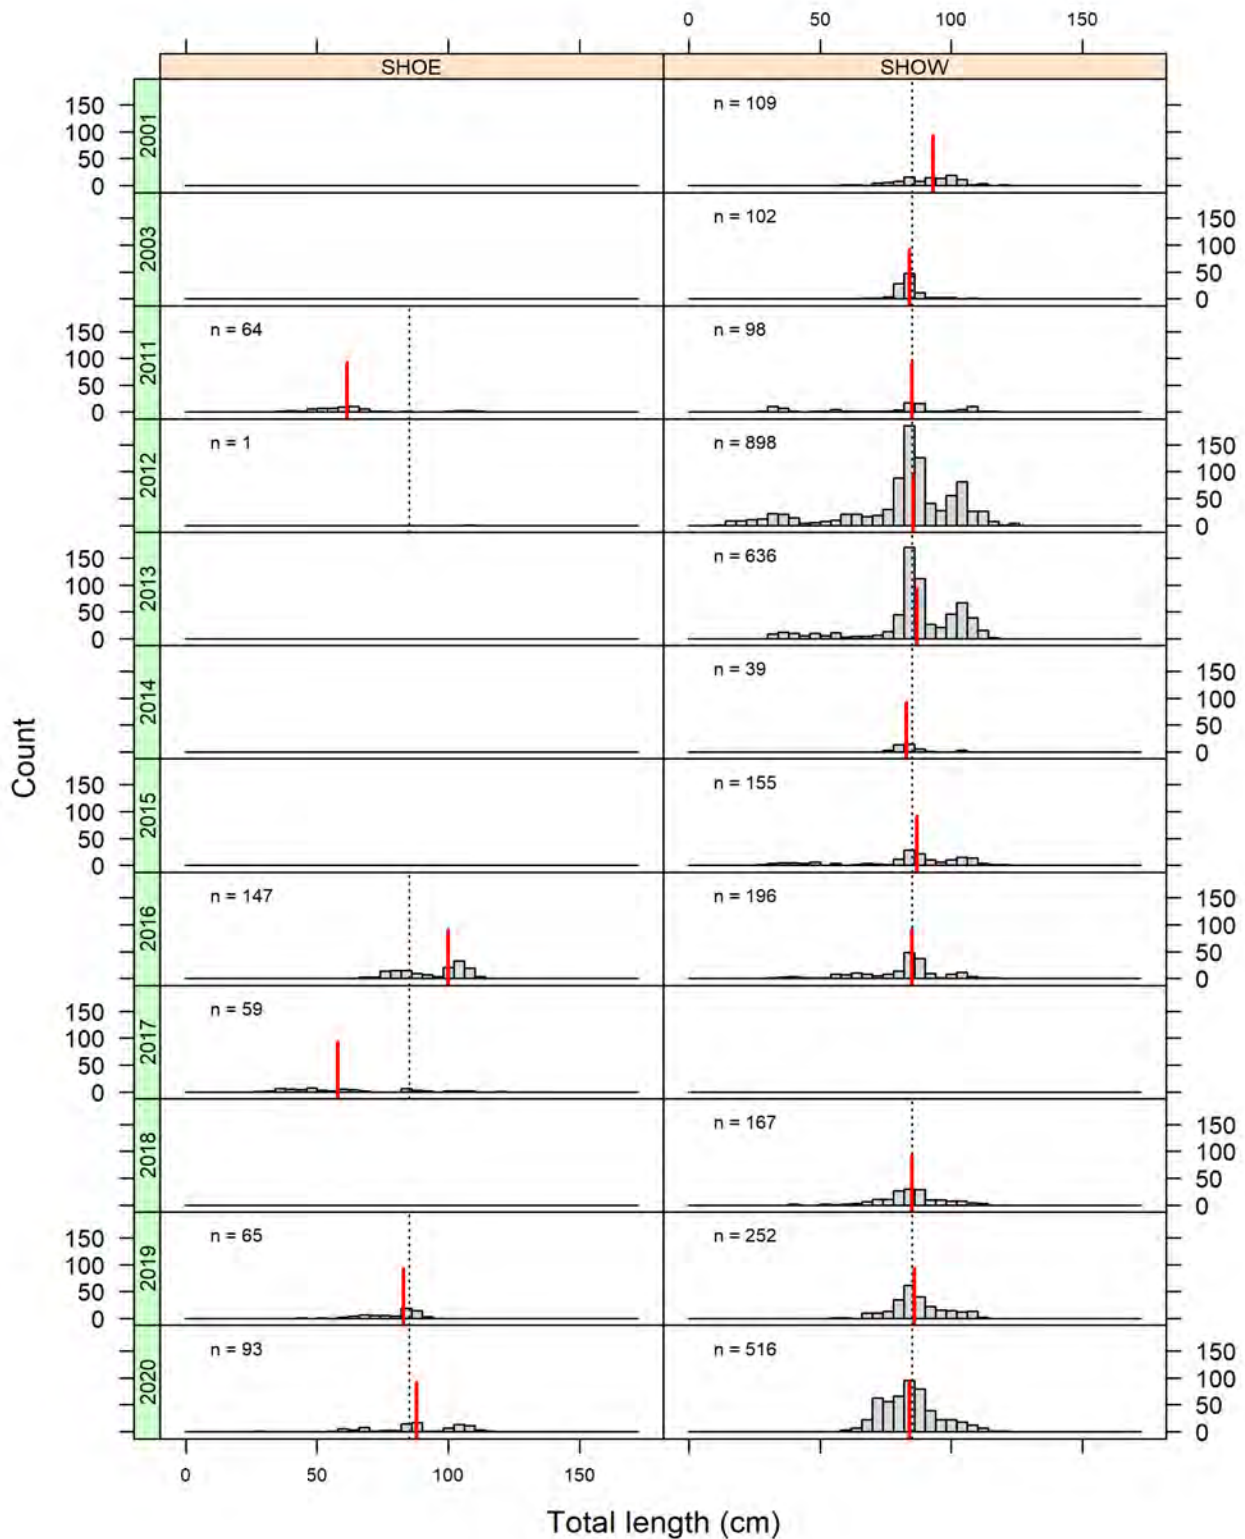 0 50 100 150
SHOE SHOW
2001
150
100
50
0
n = 109
2003
n = 102
150
100
50
0
2011
150
100
50
0
n = 64
n = 98
2012
n = 1
n = 898
150
100
50
0
2013
150
100
50
0
n = 636
2014
n = 39
150
100
50
0
2015
150
100
50
0
n = 155
2016
n = 147
n = 196
150
100
50
0
2017
150
100
50
0
n = 59
2018
n = 167
150
100
50
0
2019
150
100
50
0
n = 65
n = 252
2020
n = 93
n = 516
150
100
50
0
Count
0 50 100 150
Total length (cm)